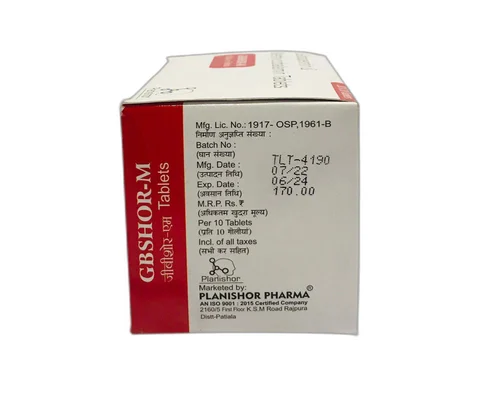 GBSHOR-M
जीबीशोर-एम Tablets
Mfg. Lic. No.: 1917- OSP,1961-B
निर्माण अनुज्ञप्ति संख्या :
Batch No :
(घान संख्या)
TLT-4190
Mfg. Date :
07/22
(उत्पादन तिथि)
Exp. Date :
06/24
(अवसान तिथि)
170.00
M.R.P. Rs. ₹
(अधिकतम खुदरा मूल्य)
Per 10 Tablets
(प्रति 10 गोलीयां)
Incl. of all taxes
(सभी कर सहित)
Planishor
Marketed by:
PLANISHOR PHARMA®
AN ISO 9001 : 2015 Certified Company
2160/5 First Floor K.S.M Road Rajpura
Distt-Patiala